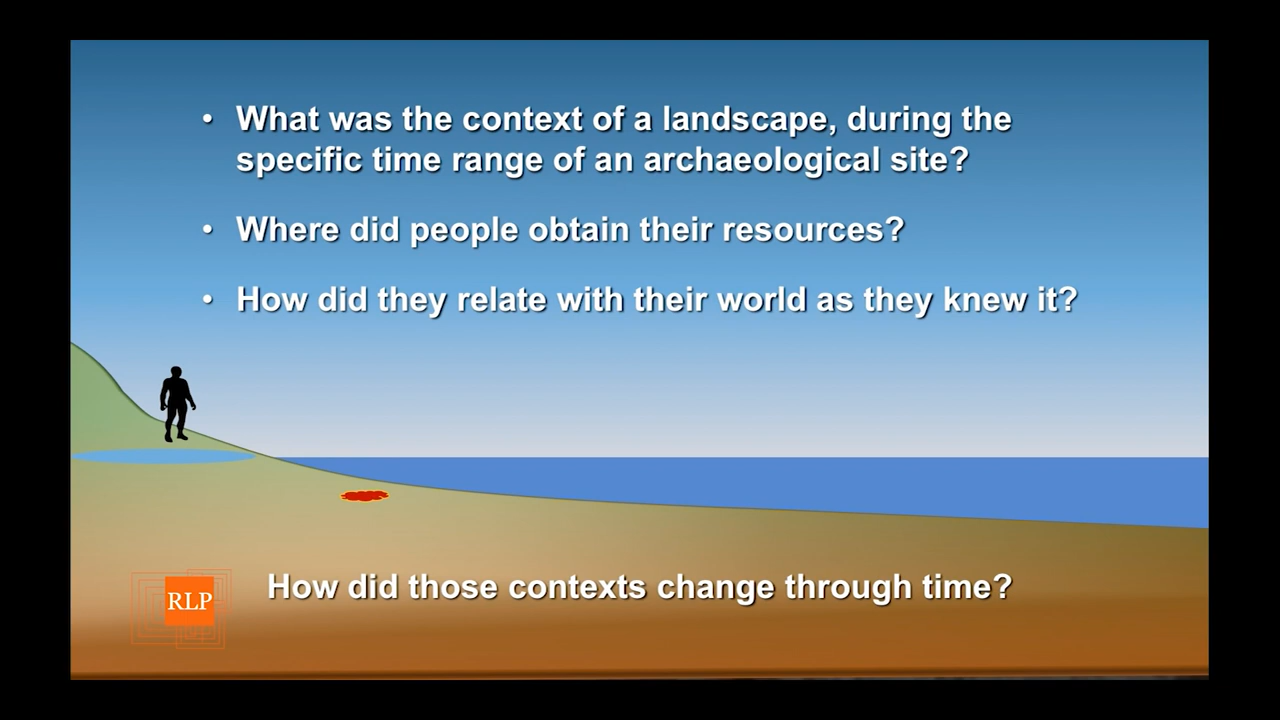 • What was the context of a landscape, during the
specific time range of an archaeological site?
• Where did people obtain their resources?
• How did they relate with their world as they knew it?
How did those contexts change through time?
RLP